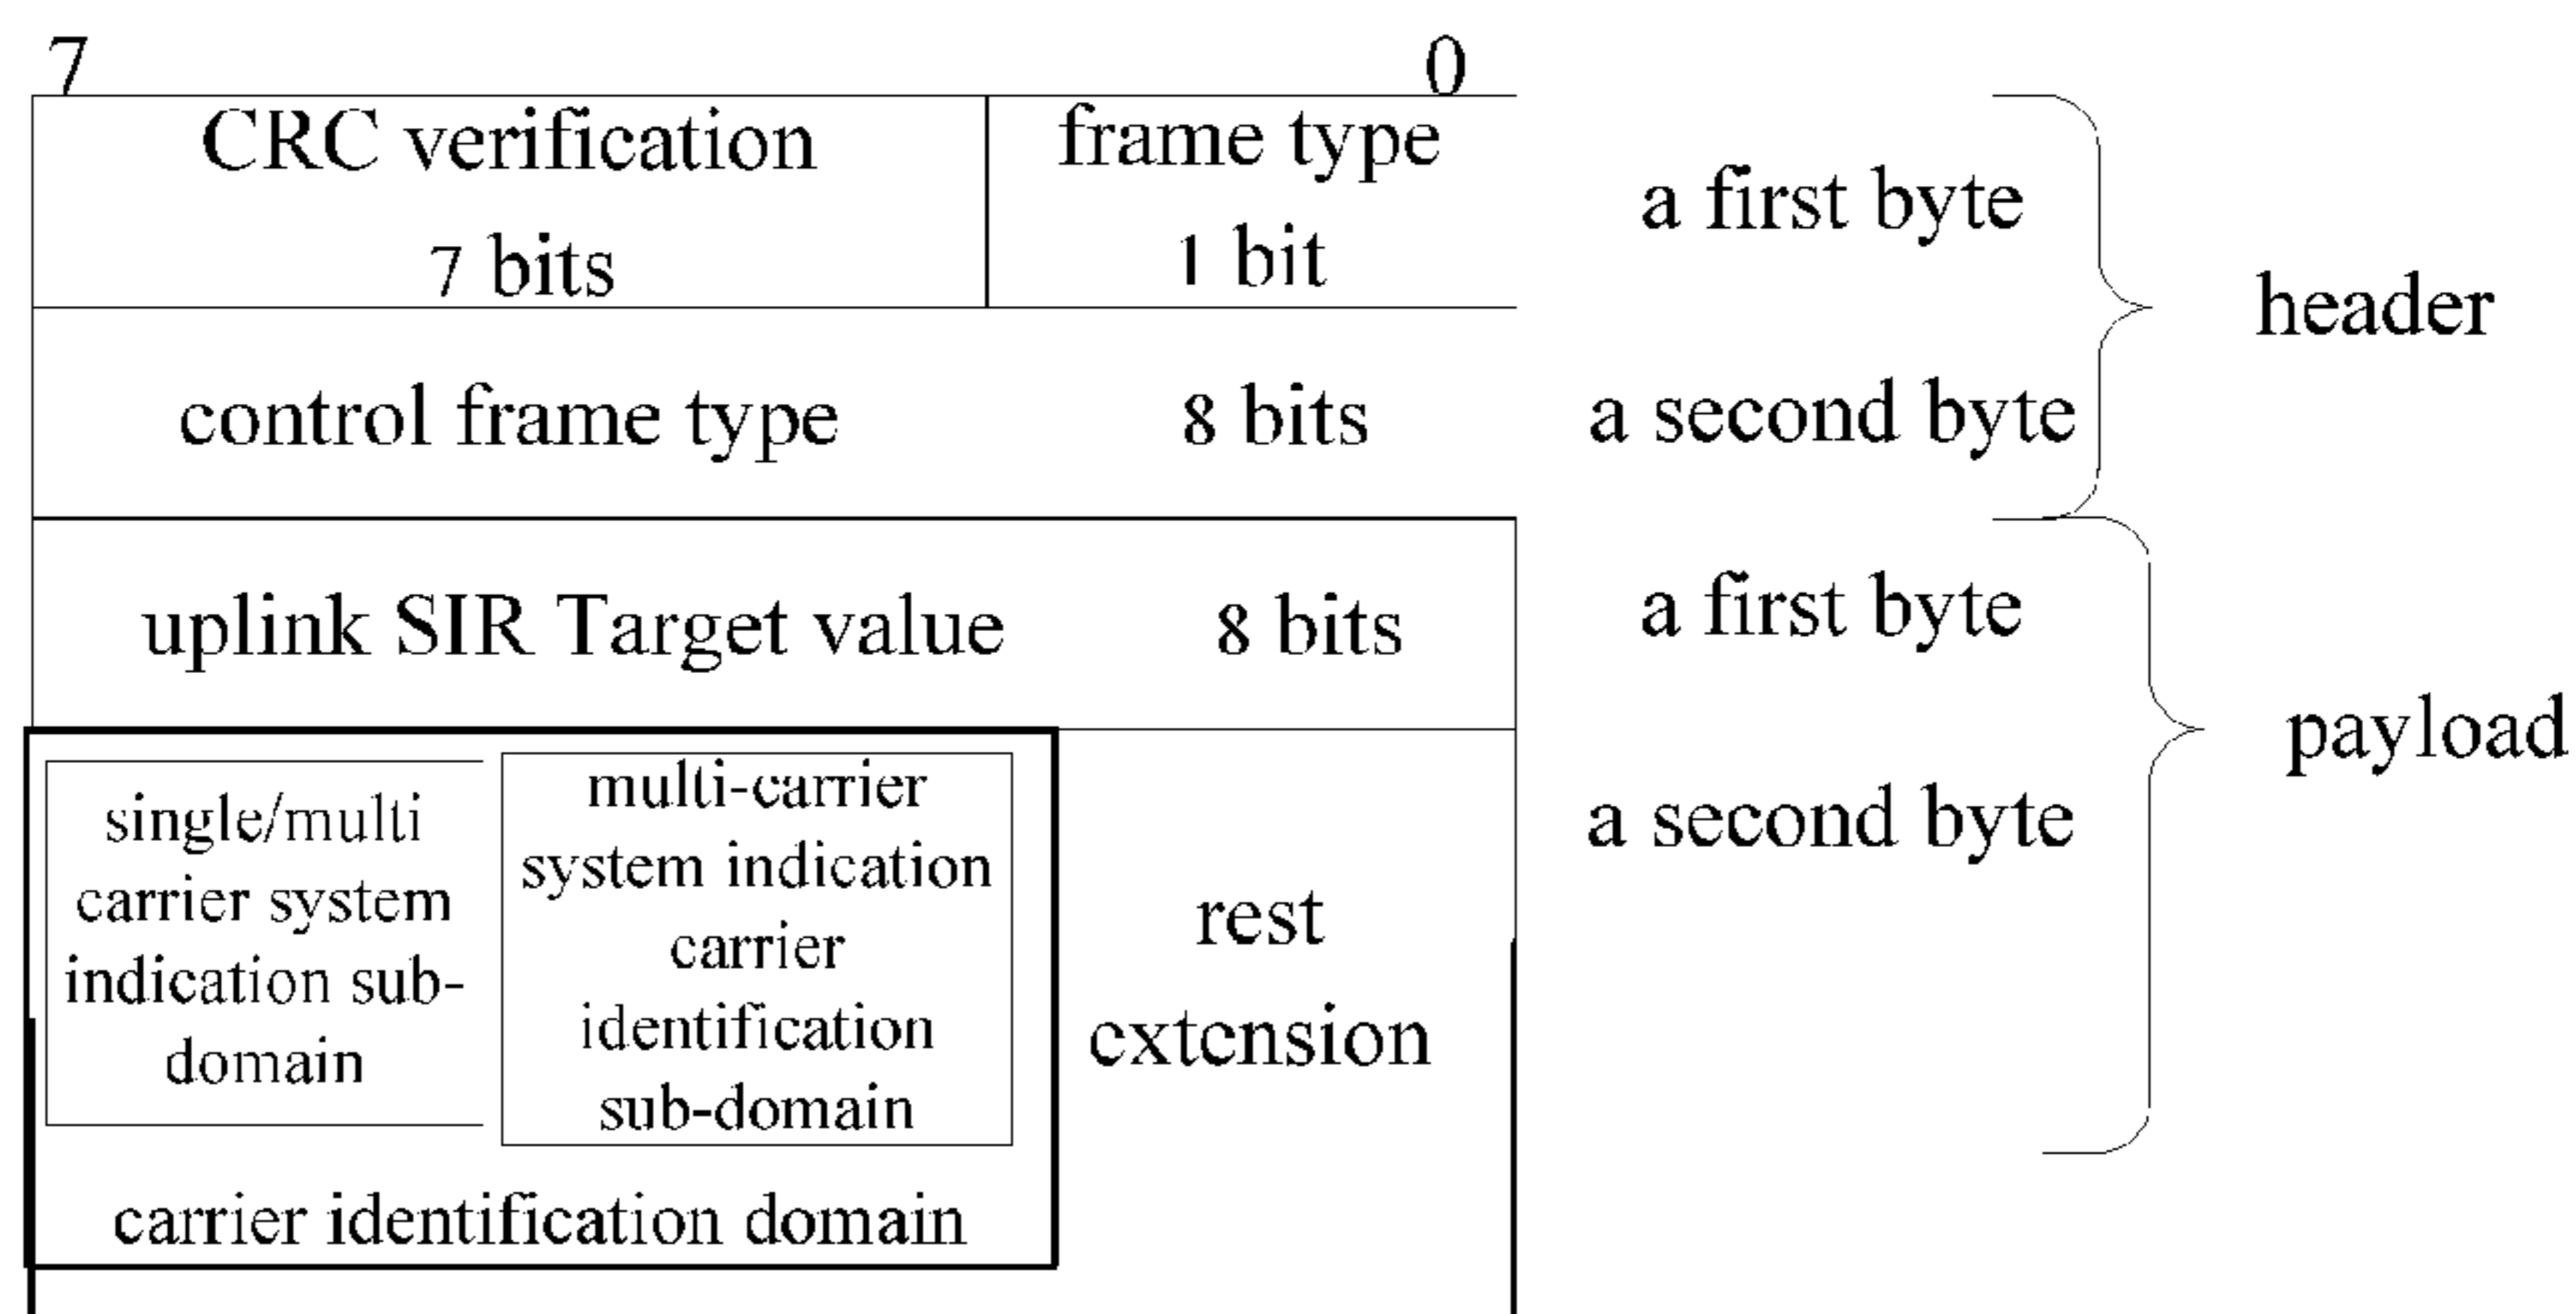 7 0
CRC verification frame type a first byte
7 bits 1 bit
header
control frame type 8 bits a second byte
uplink SIR Target value 8 bits a first byte
payload
single/multi
carrier system
indication sub-
domain
multi-carrier
system indication
carrier
identification
sub-domain
rest
extension
a second byte
carrier identification domain